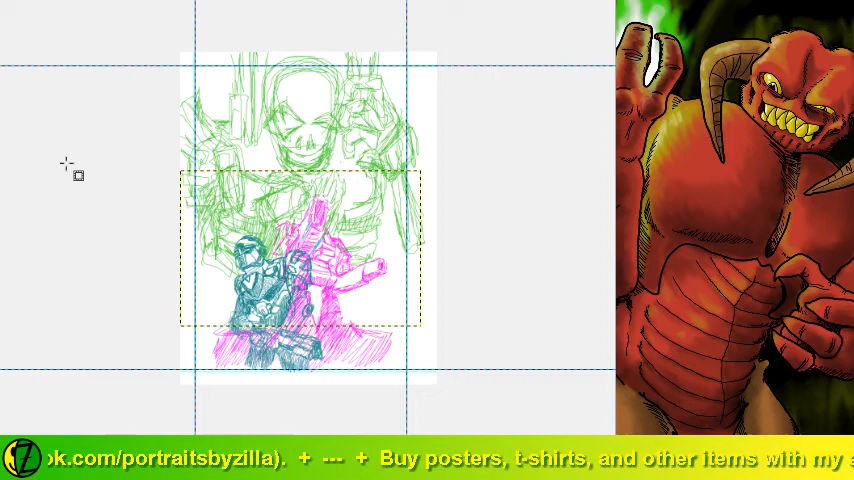 ok.com/portraitsbyzilla). + --- + Buy posters, t-shirts, and other items with my